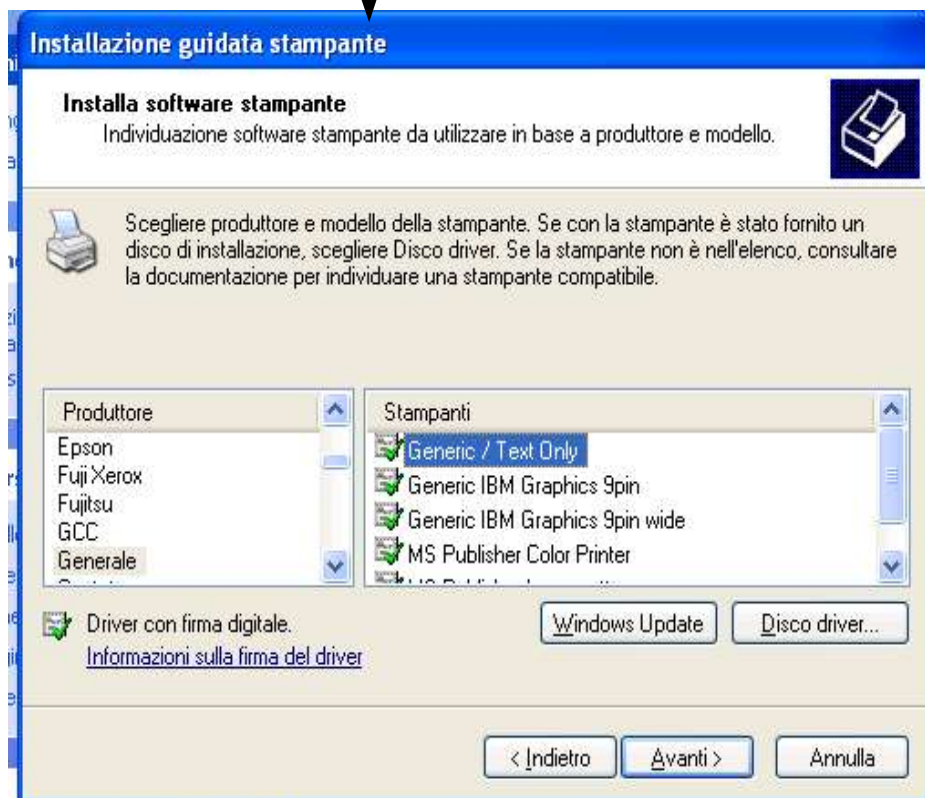 Installazione guidata stampante
Installa software stampante
Individuazione software stampante da utilizzare in base a produttore e modello.
Scegliere produttore e modello della stampante. Se con la stampante è stato fornito un
disco di installazione, scegliere Disco driver. Se la stampante non è nell'elenco, consultare
la documentazione per individuare una stampante compatibile.
Produttore
Epson
Fuji Xerox
Fujitsu
GCC
Generale
Stampanti
Generic / Text Only
Generic IBM Graphics 9pin
Generic IBM Graphics 9pin wide
MS Publisher Color Printer
Driver con firma digitale.
Informazioni sulla firma del driver
Windows Update
Disco driver...
< Indietro
Avanti >
Annulla